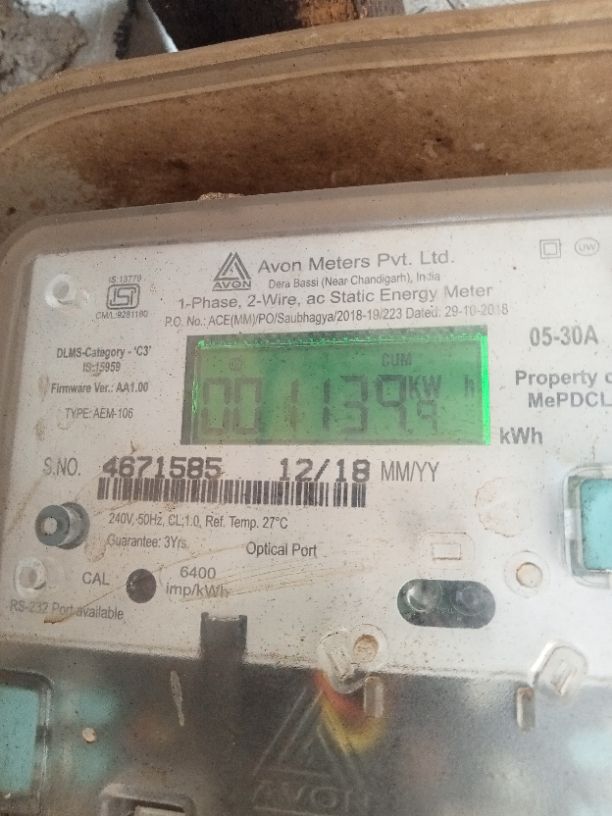 Avon Meters Pvt. Ltd.
AVON
Dera Bassi (Near Chandigarh), India
UW
IS:13779
ISI
CM/L:9281180
1-Phase, 2-Wire, ac Static Energy Meter
P.O. No.: ACE(MM)/PO/Saubhagya/2018-19/223 Dated: 29-10-2018
DLMS-Category - 'C3'
IS:15959
Firmware Ver.: AA1.00
TYPE: AEM-106
CUM
001139.9 KW h
05-30A
Property o
MePDCL
kWh
S.NO. 4671585 12/18 MM/YY
240V, 50Hz, CL:1.0, Ref. Temp. 27°C
Guarantee: 3Yrs.
Optical Port
CAL
6400
imp/kWh
RS-232 Port available
AVON